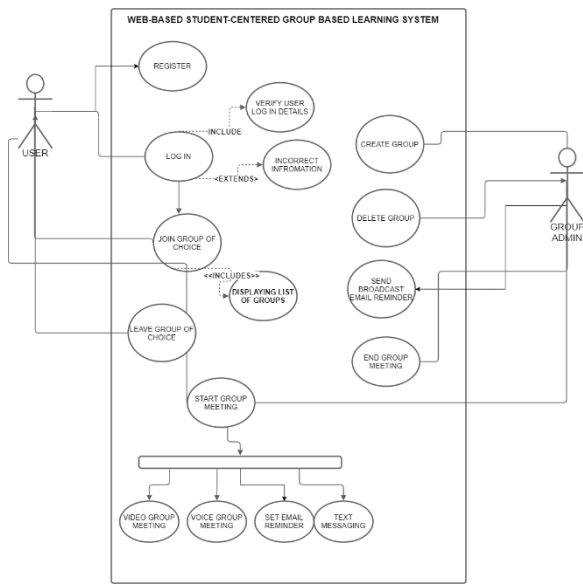 WEB-BASED STUDENT-CENTERED GROUP BASED LEARNING SYSTEM
REGISTER
VERIFY USER
LOG IN DETAILS
INCLUDE
USER
LOG IN
CREATE GROUP
INCORRECT
INFROMATION
<EXTENDS>
DELETE GROUP
GROUP
ADMIN
JOIN GROUP OF
CHOICE
<<INCLUDES>>
DISPLAYING LIST
OF GROUPS
SEND
BROADCAST
EMAIL REMINDER
LEAVE GROUP OF
CHOICE
END GROUP
MEETING
START GROUP
MEETING
VIDEO GROUP
MEETING
VOICE GROUP
MEETING
SET EMAIL
REMINDER
TEXT
MESSAGING